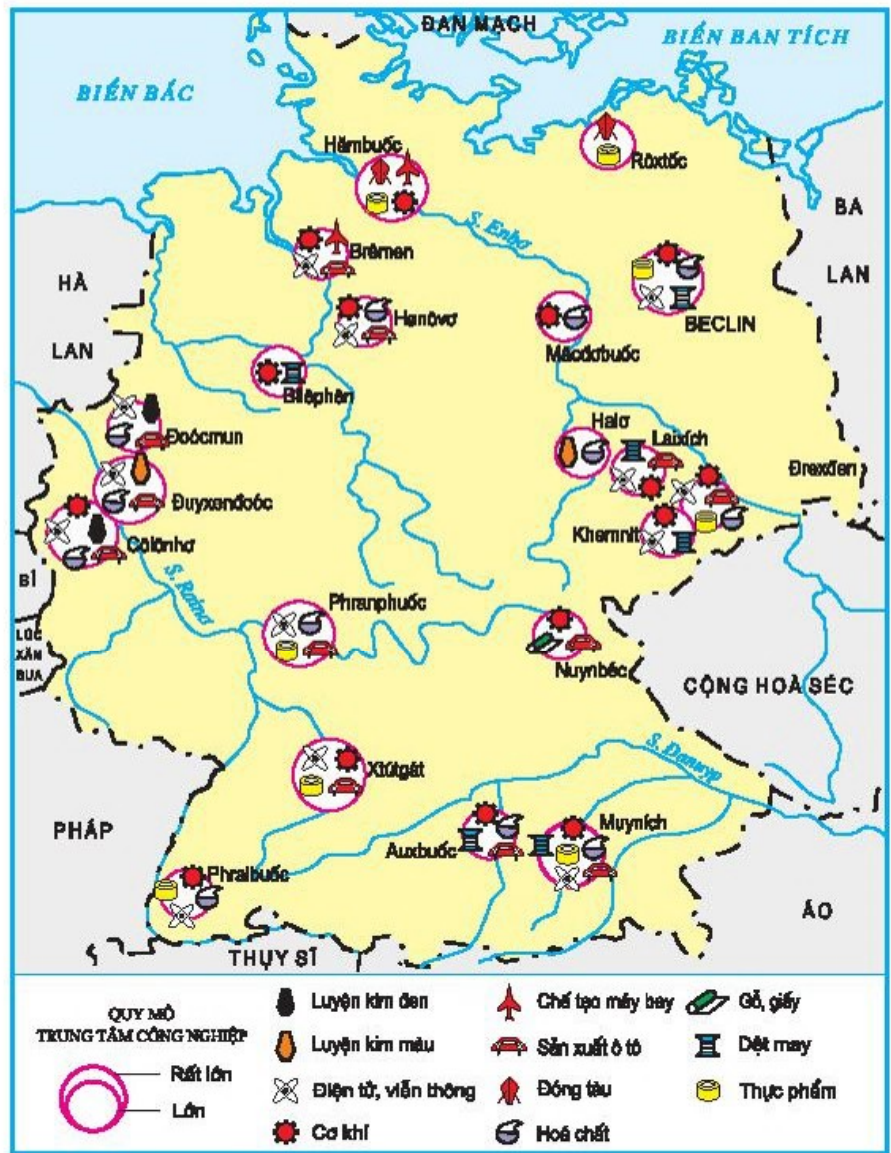 ĐAN MẠCH
BIỂN BAN TÍCH
BIỂN BẮC
Hămbuốc
Rôxtốc
BA
LAN
S. Enbơ
Brêmen
HÀ
LAN
Hanôvơ
BECLIN
Măcđơbuốc
Bilêphen
Đoócmun
Halơ
Laixích
Đrexđen
Đuyxenđoóc
Khemnit
Côlônhơ
BỈ
S. Rainơ
Phranphuốc
LÚC
XĂM
BUA
Nuynbéc
CỘNG HOÀ SÉC
Xtútgát
S. Đanuyp
PHÁP
Auxbuốc
Muyních
Phraibuốc
ÁO
THỤY SĨ
QUY MÔ
TRUNG TÂM CÔNG NGHIỆP
Rất lớn
Lớn
Luyện kim đen
Luyện kim màu
Điện tử, viễn thông
Cơ khí
Chế tạo máy bay
Sản xuất ô tô
Đóng tàu
Hoá chất
Gỗ, giấy
Dệt may
Thực phẩm